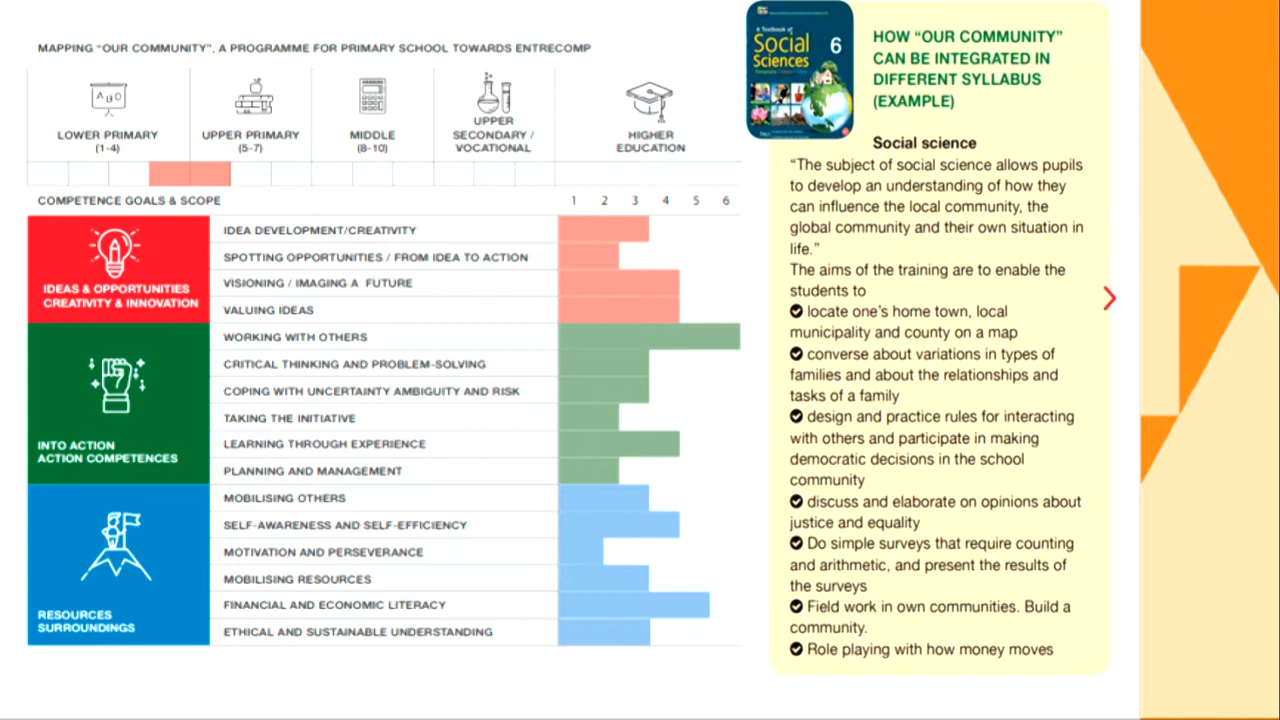 MAPPING “OUR COMMUNITY”, A PROGRAMME FOR PRIMARY SCHOOL TOWARDS ENTRECOMP
A B
LOWER PRIMARY
(1-4)
UPPER PRIMARY
(5-7)
MIDDLE
(8-10)
UPPER
SECONDARY /
VOCATIONAL
HIGHER
EDUCATION
COMPETENCE GOALS & SCOPE
1 2 3 4 5 6
IDEAS & OPPORTUNITIES
CREATIVITY & INNOVATION
IDEA DEVELOPMENT/CREATIVITY
SPOTTING OPPORTUNITIES / FROM IDEA TO ACTION
VISIONING / IMAGING A FUTURE
VALUING IDEAS
INTO ACTION
ACTION COMPETENCES
WORKING WITH OTHERS
CRITICAL THINKING AND PROBLEM-SOLVING
COPING WITH UNCERTAINTY AMBIGUITY AND RISK
TAKING THE INITIATIVE
LEARNING THROUGH EXPERIENCE
PLANNING AND MANAGEMENT
RESOURCES
SURROUNDINGS
MOBILISING OTHERS
SELF-AWARENESS AND SELF-EFFICIENCY
MOTIVATION AND PERSEVERANCE
MOBILISING RESOURCES
FINANCIAL AND ECONOMIC LITERACY
ETHICAL AND SUSTAINABLE UNDERSTANDING
A Textbook of
Social
Sciences
6
HOW “OUR COMMUNITY”
CAN BE INTEGRATED IN
DIFFERENT SYLLABUS
(EXAMPLE)
Social science
“The subject of social science allows pupils
to develop an understanding of how they
can influence the local community, the
global community and their own situation in
life.”
The aims of the training are to enable the
students to
locate one’s home town, local
municipality and county on a map
converse about variations in types of
families and about the relationships and
tasks of a family
design and practice rules for interacting
with others and participate in making
democratic decisions in the school
community
discuss and elaborate on opinions about
justice and equality
Do simple surveys that require counting
and arithmetic, and present the results of
the surveys
Field work in own communities. Build a
community.
Role playing with how money moves